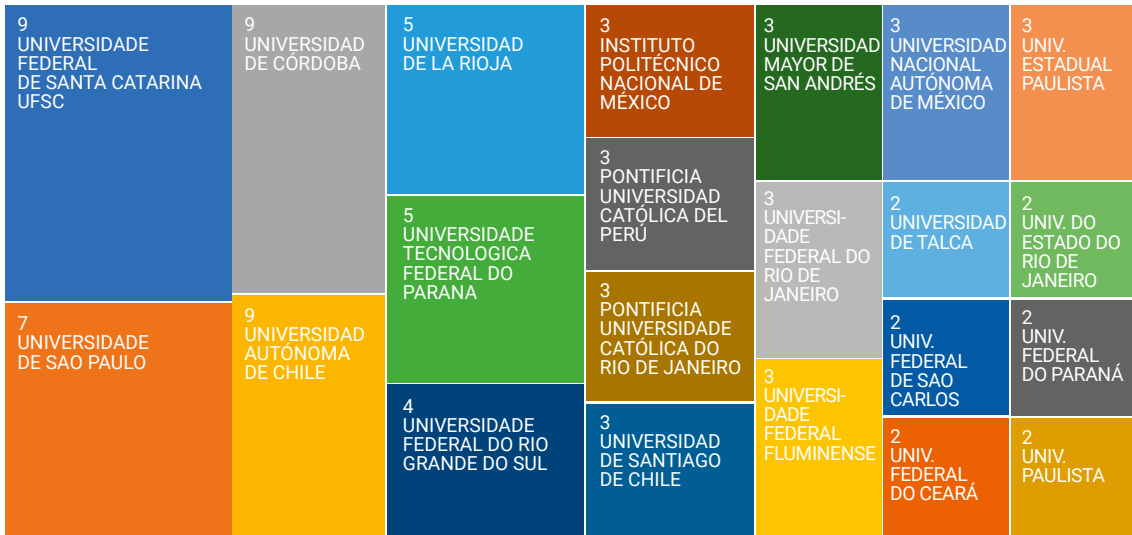 9
UNIVERSIDADE
FEDERAL
DE SANTA CATARINA
UFSC
7
UNIVERSIDADE
DE SAO PAULO
9
UNIVERSIDAD
DE CÓRDOBA
9
UNIVERSIDAD
AUTÓNOMA
DE CHILE
5
UNIVERSIDAD
DE LA RIOJA
5
UNIVERSIDADE
TECNOLOGICA
FEDERAL DO
PARANA
4
UNIVERSIDADE
FEDERAL DO RIO
GRANDE DO SUL
3
INSTITUTO
POLITÉCNICO
NACIONAL DE
MÉXICO
3
PONTIFICIA
UNIVERSIDAD
CATÓLICA DEL
PERÚ
3
PONTIFICIA
UNIVERSIDADE
CATÓLICA DO
RIO DE JANEIRO
3
UNIVERSIDAD
DE SANTIAGO
DE CHILE
3
UNIVERSIDAD
MAYOR DE
SAN ANDRÉS
3
UNIVERSI-
DADE
FEDERAL DO
RIO DE
JANEIRO
3
UNIVERSI-
DADE
FEDERAL
FLUMINENSE
3
UNIVERSIDAD
NACIONAL
AUTÓNOMA
DE MÉXICO
2
UNIVERSIDAD
DE TALCA
2
UNIV.
FEDERAL
DE SAO
CARLOS
2
UNIV.
FEDERAL
DO CEARÁ
3
UNIV.
ESTADUAL
PAULISTA
2
UNIV. DO
ESTADO DO
RIO DE
JANEIRO
2
UNIV.
FEDERAL
DO PARANÁ
2
UNIV.
PAULISTA